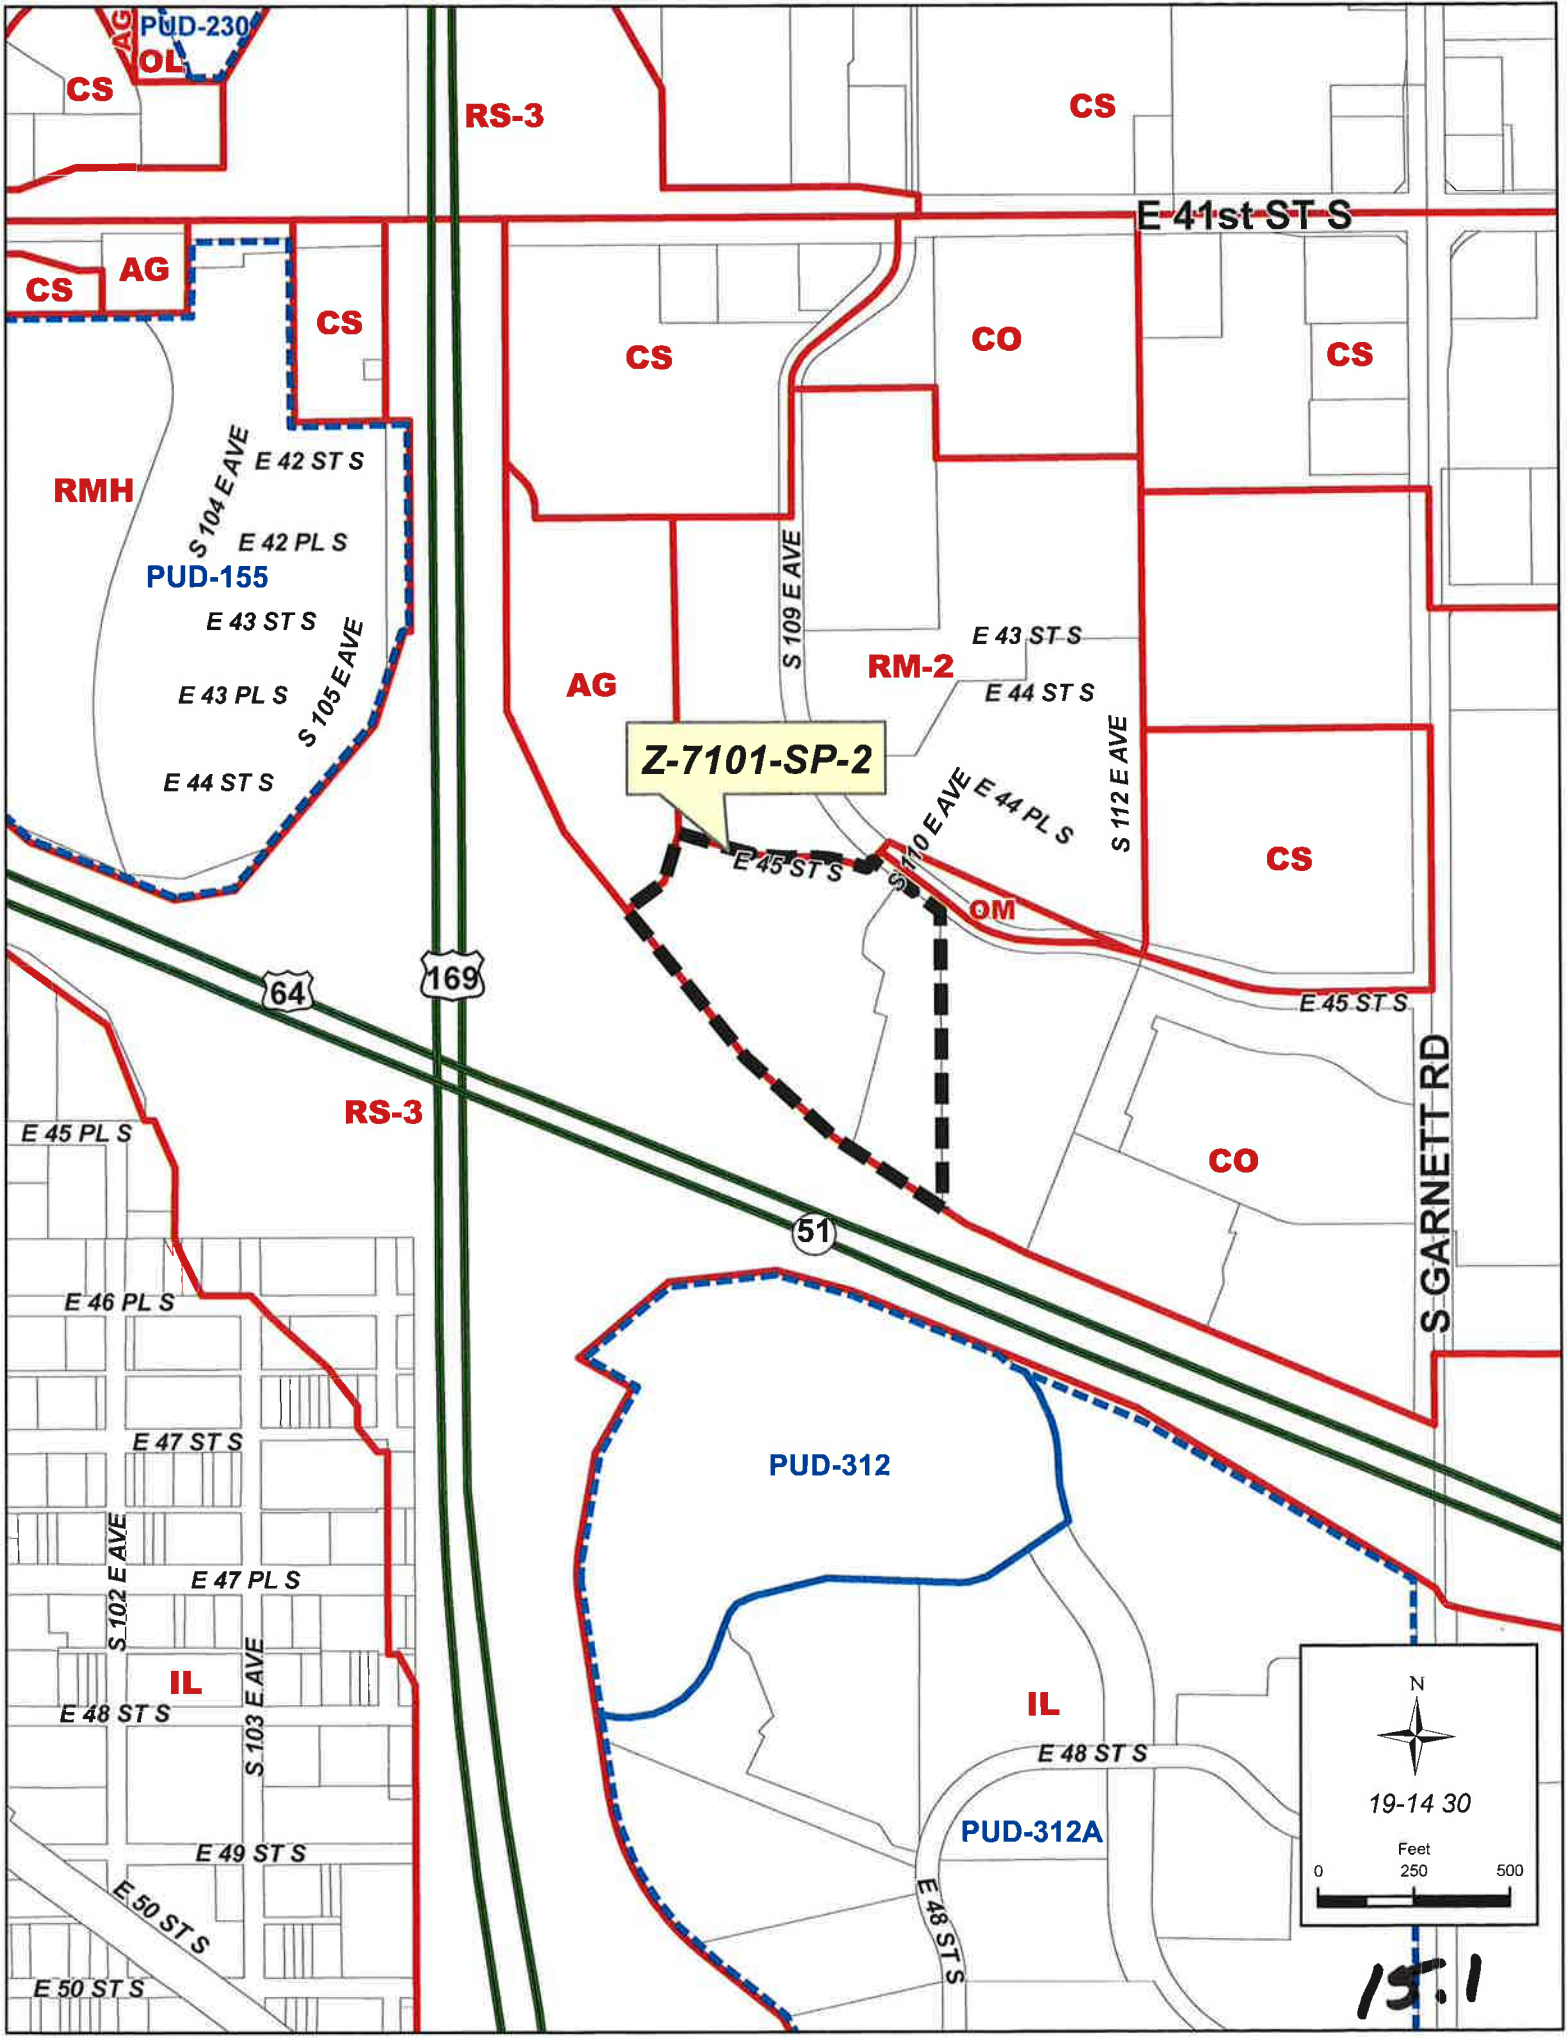 AG
PUD-230
OL
CS
RS-3
CS
E 41st ST S
CS
AG
CS
CS
CO
CS
RMH
S 104 E AVE
E 42 ST S
E 42 PL S
PUD-155
E 43 ST S
S 105 E AVE
E 43 PL S
E 44 ST S
AG
S 109 E AVE
E 43 ST S
RM-2
E 44 ST S
Z-7101-SP-2
S 110 E AVE
E 44 PL S
S 112 E AVE
E 45 ST S
OM
CS
E 45 ST S
64
169
RS-3
E 45 PL S
CO
S GARNETT RD
51
E 46 PL S
E 47 ST S
PUD-312
S 102 E AVE
E 47 PL S
S 103 E AVE
IL
E 48 ST S
IL
E 48 ST S
PUD-312A
E 49 ST S
E 48 ST S
E 50 ST S
E 50 ST S
N
19-14 30
Feet
0 250 500
15.1